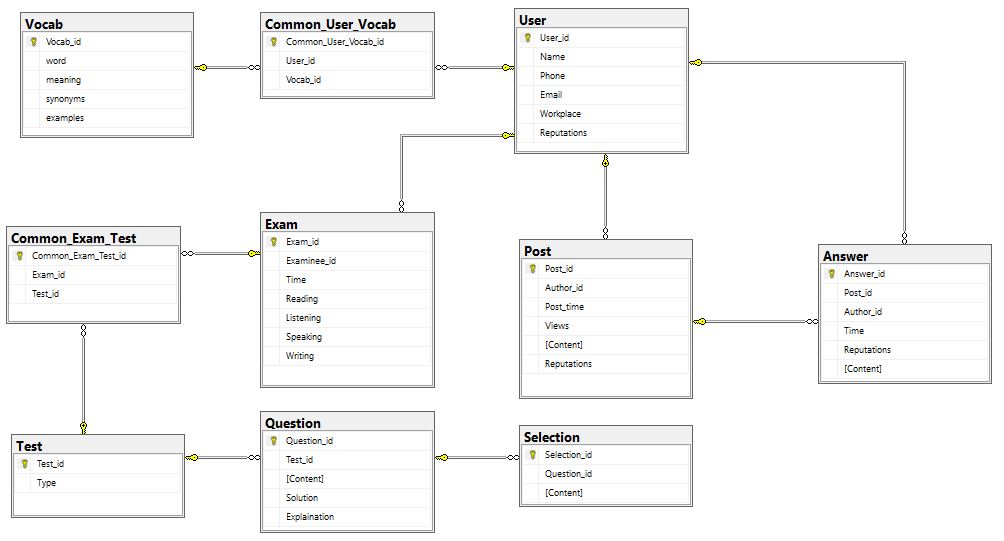 Vocab
Vocab_id
word
meaning
synonyms
examples
Common_User_Vocab
Common_User_Vocab_id
User_id
Vocab_id
User
User_id
Name
Phone
Email
Workplace
Reputations
Common_Exam_Test
Common_Exam_Test_id
Exam_id
Test_id
Exam
Exam_id
Examinee_id
Time
Reading
Listening
Speaking
Writing
Post
Post_id
Author_id
Post_time
Views
[Content]
Reputations
Answer
Answer_id
Post_id
Author_id
Time
Reputations
[Content]
Test
Test_id
Type
Question
Question_id
Test_id
[Content]
Solution
Explaination
Selection
Selection_id
Question_id
[Content]